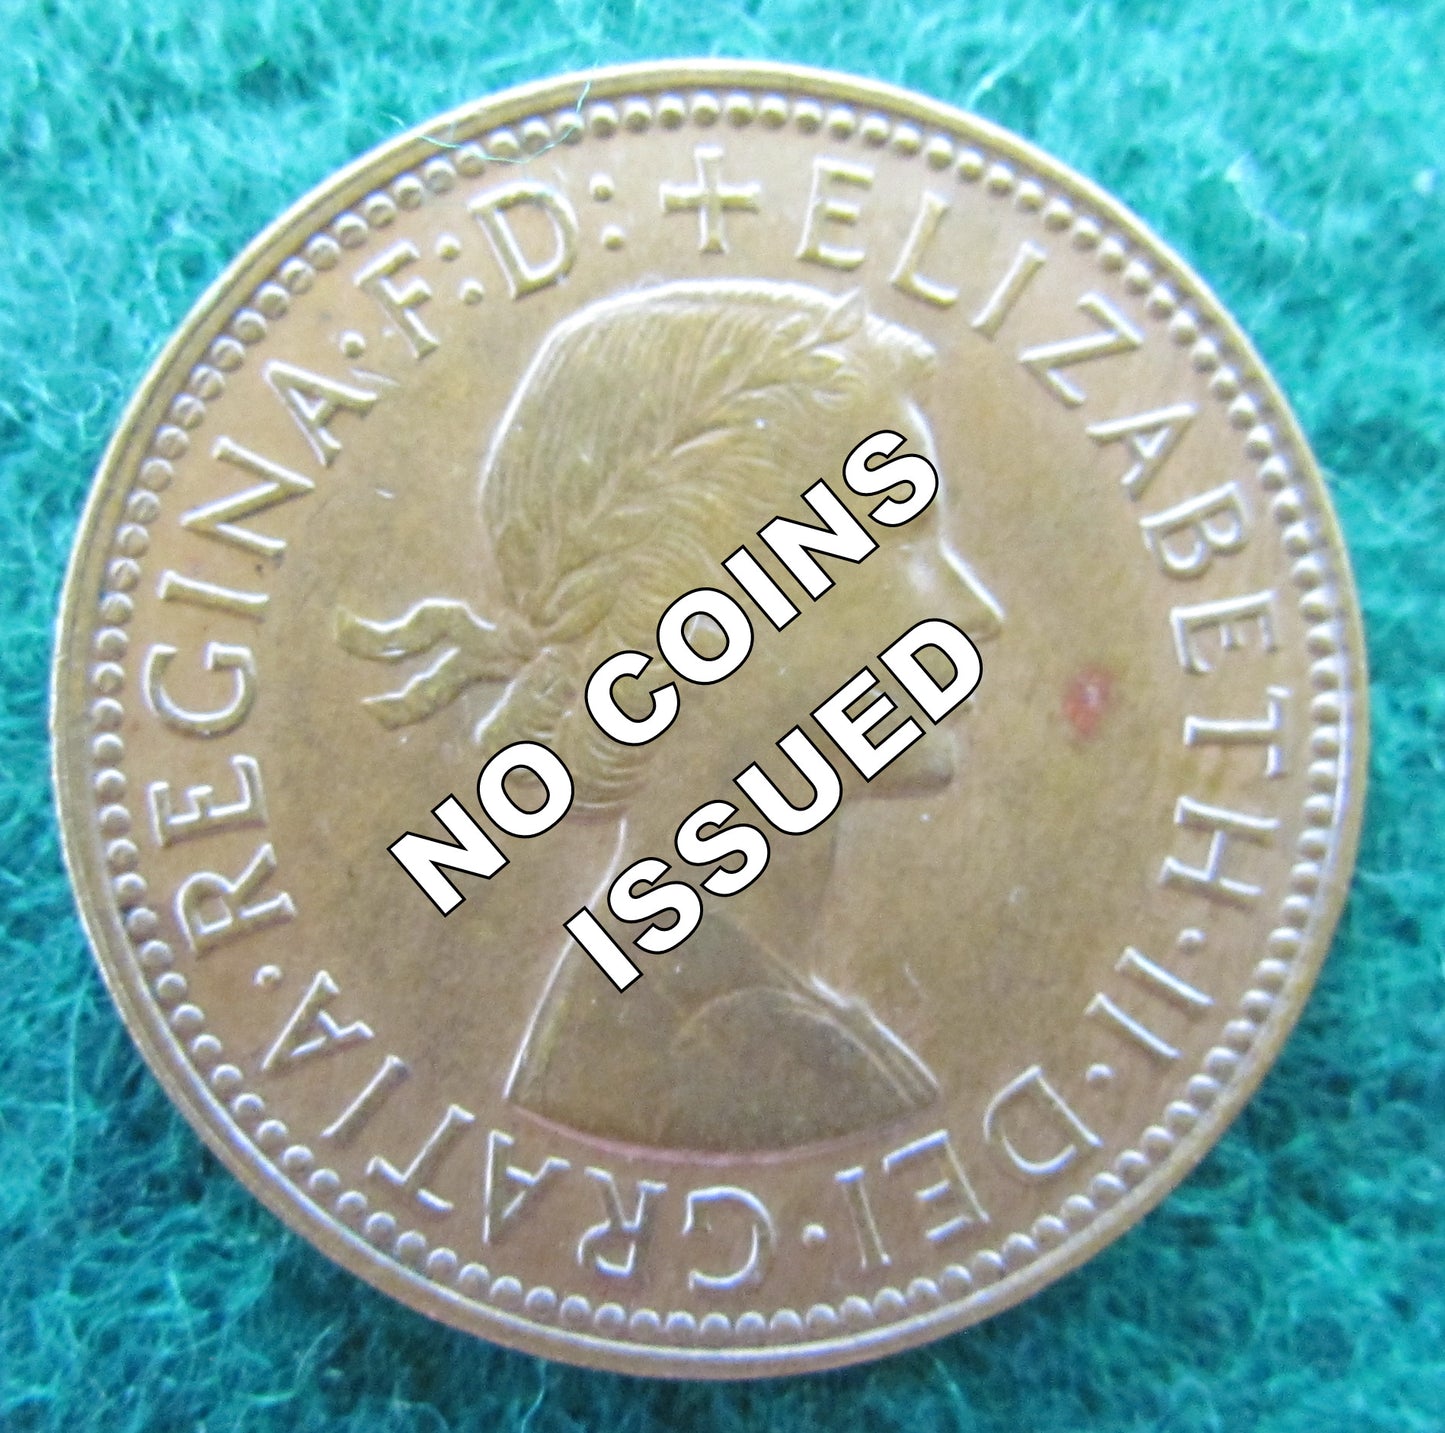 + ELIZABETH·II·DEI·GRATIA·REGINA·F:D:
NO COINS
ISSUED